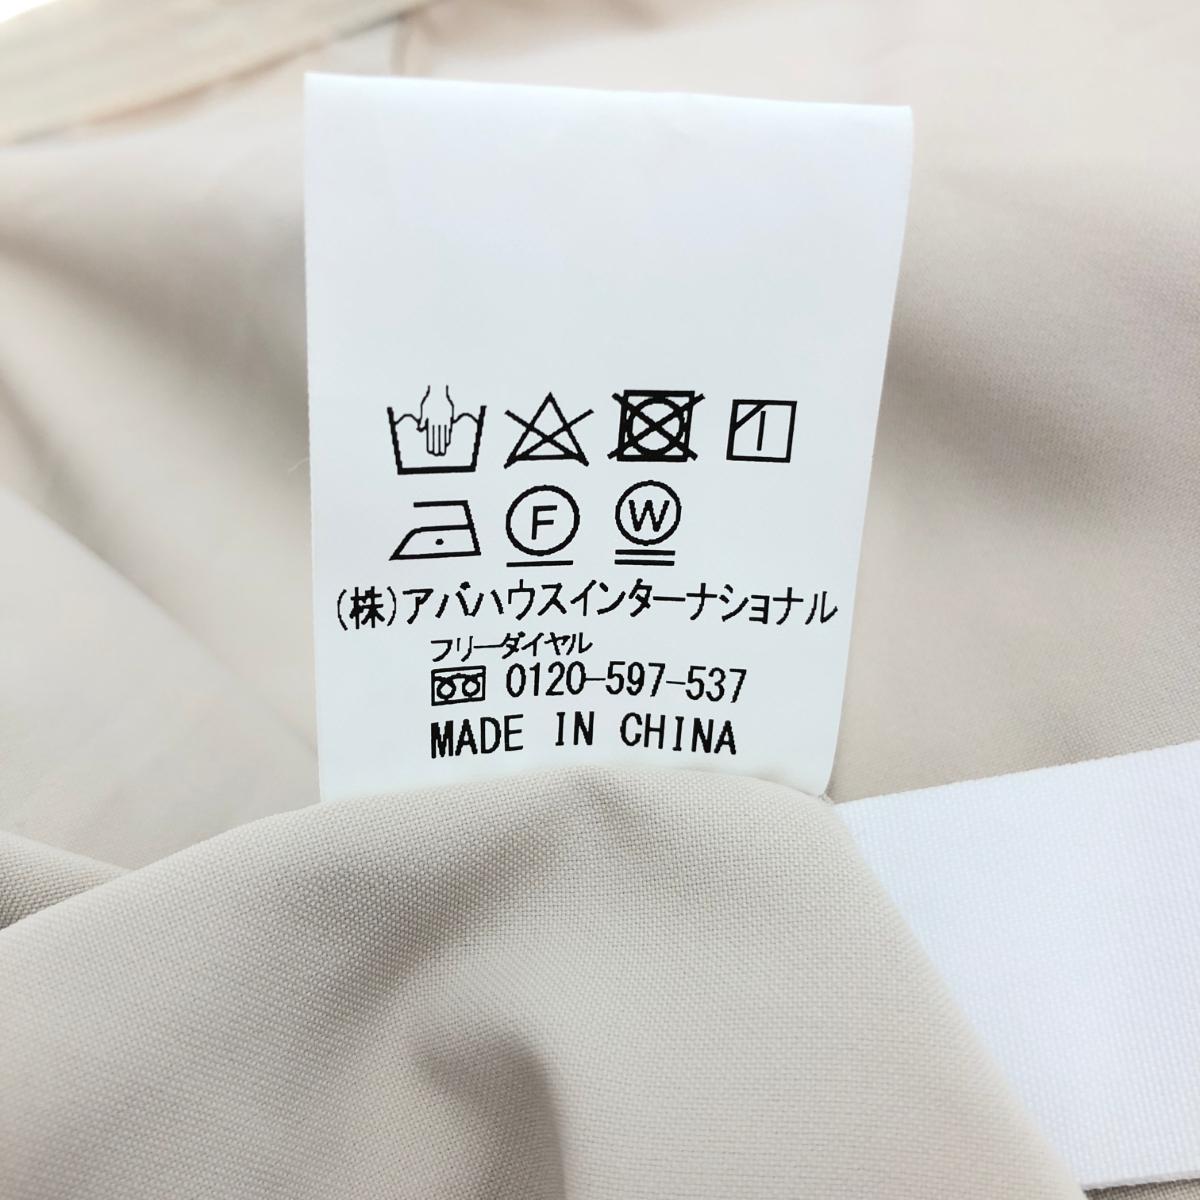 F W
(株)アバハウスインターナショナル
フリーダイヤル
0120-597-537
MADE IN CHINA